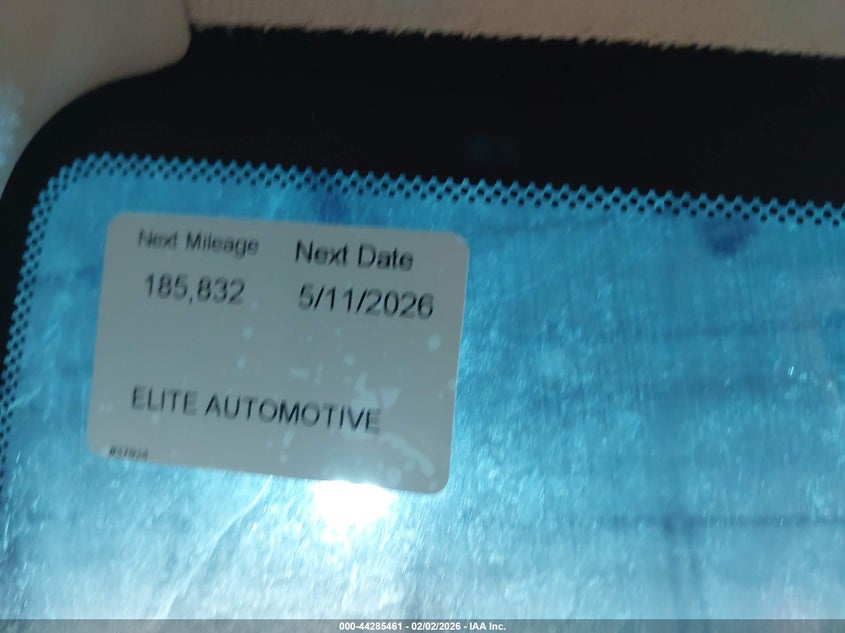 Next Mileage Next Date
185,832 5/11/2026
ELITE AUTOMOTIVE
000-44285461 - 02/02/2026 - IAA Inc.